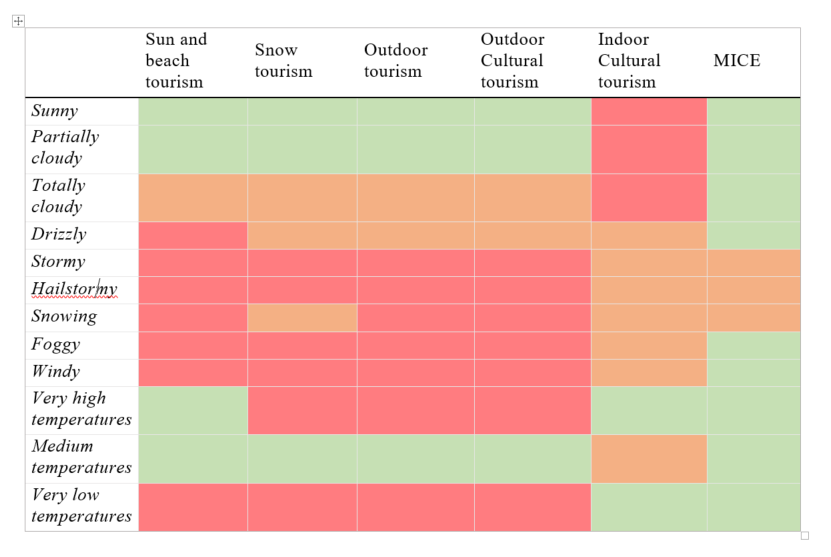 Sun and
beach
tourism
Snow
tourism
Outdoor
tourism
Outdoor
Cultural
tourism
Indoor
Cultural
tourism
MICE
Sunny
Partially
cloudy
Totally
cloudy
Drizzly
Stormy
Hailstormy
Snowing
Foggy
Windy
Very high
temperatures
Medium
temperatures
Very low
temperatures